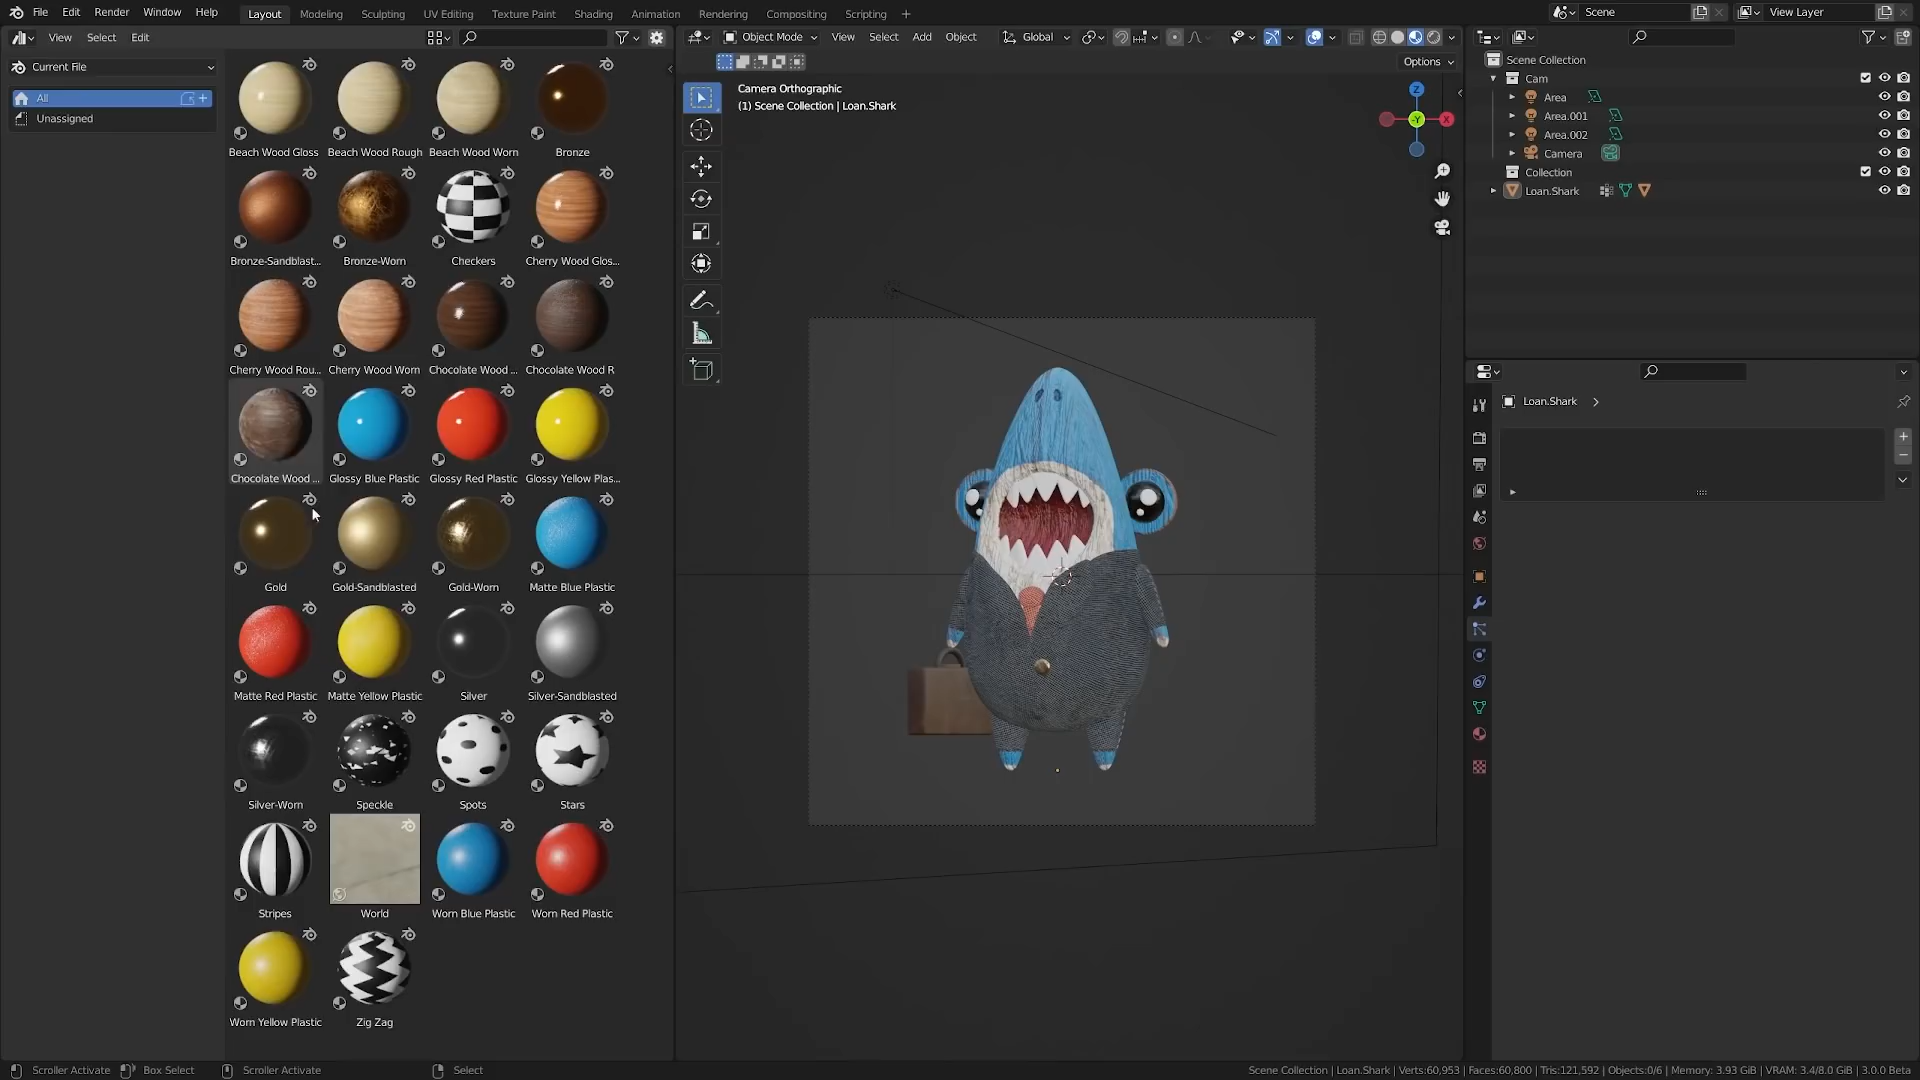 File Edit Render Window Help
Layout Modeling Sculpting UV Editing Texture Paint Shading Animation Rendering Compositing Scripting +
Scene View Layer
View Select Edit
Object Mode View Select Add Object Global
Options
Current File
All
Unassigned
Beach Wood Gloss Beach Wood Rough Beach Wood Worn Bronze
Bronze-Sandblast... Bronze-Worn Checkers Cherry Wood Glos...
Cherry Wood Rou... Cherry Wood Worn Chocolate Wood ... Chocolate Wood R
Chocolate Wood ... Glossy Blue Plastic Glossy Red Plastic Glossy Yellow Plas...
Gold Gold-Sandblasted Gold-Worn Matte Blue Plastic
Matte Red Plastic Matte Yellow Plastic Silver Silver-Sandblasted
Silver-Worn Speckle Spots Stars
Stripes World Worn Blue Plastic Worn Red Plastic
Worn Yellow Plastic Zig Zag
Camera Orthographic
(1) Scene Collection | Loan.Shark
Z
-Y X
Scene Collection
Cam
Area
Area.001
Area.002
Camera
Collection
Loan.Shark
Loan.Shark
Scroller Activate Box Select Scroller Activate Select
Scene Collection | Loan.Shark | Verts:60,953 | Faces:60,800 | Tris:121,592 | Objects:0/6 | Memory: 3.93 GiB | VRAM: 3.4/8.0 GiB | 3.0.0 Beta